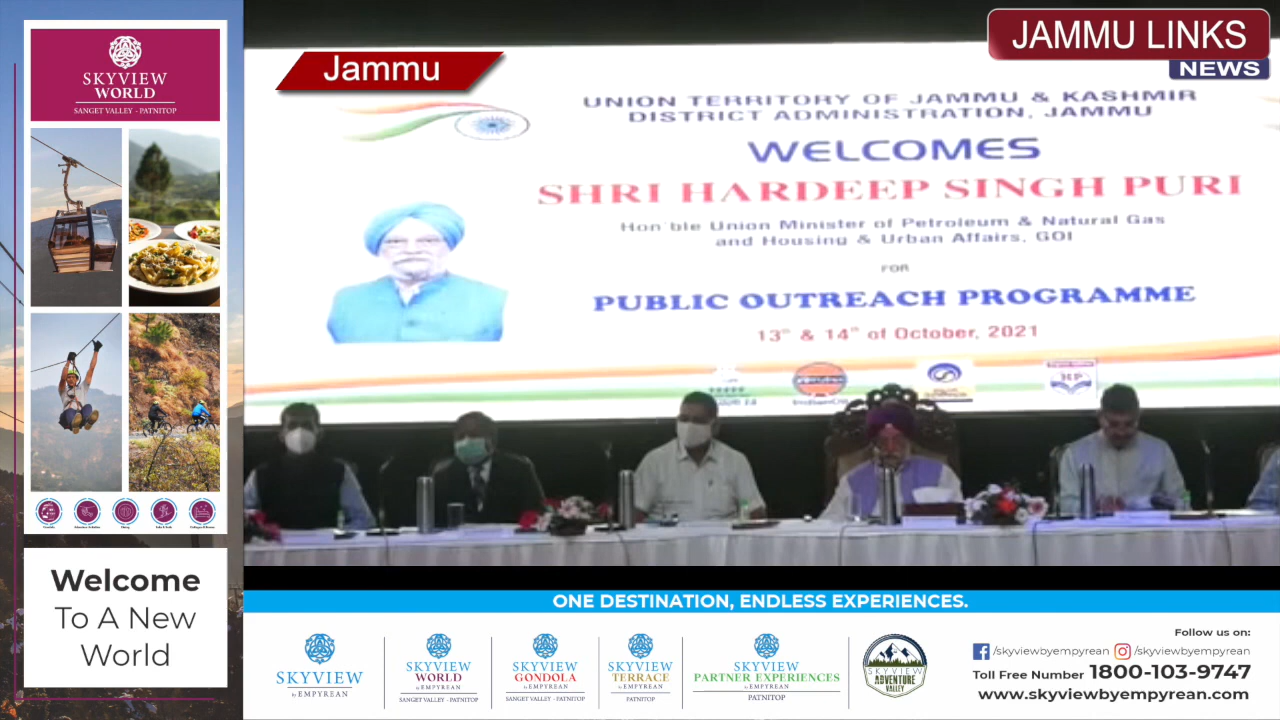 SKYVIEW
WORLD
SANGET VALLEY - PATNITOP
Welcome
To A New
World
Jammu
JAMMU LINKS
NEWS
UNION TERRITORY OF JAMMU & KASHMIR
DISTRICT ADMINISTRATION, JAMMU
WELCOMES
SHRI HARDEEP SINGH PURI
Hon'ble Union Minister of Petroleum & Natural Gas
and Housing & Urban Affairs, GOI
FOR
PUBLIC OUTREACH PROGRAMME
13th & 14th of October, 2021
HP
ONE DESTINATION, ENDLESS EXPERIENCES.
SKYVIEW
by EMPYREAN
SKYVIEW
WORLD
by EMPYREAN
SANGET VALLEY - PATNITOP
SKYVIEW
GONDOLA
by EMPYREAN
SANGET VALLEY - PATNITOP
SKYVIEW
TERRACE
by EMPYREAN
PATNITOP
SKYVIEW
PARTNER EXPERIENCES
by EMPYREAN
PATNITOP
SKYVIEW
ADVENTURE
VALLEY
Follow us on:
/skyviewbyempyrean /skyviewbyempyrean
Toll Free Number 1800-103-9747
www.skyviewbyempyrean.com